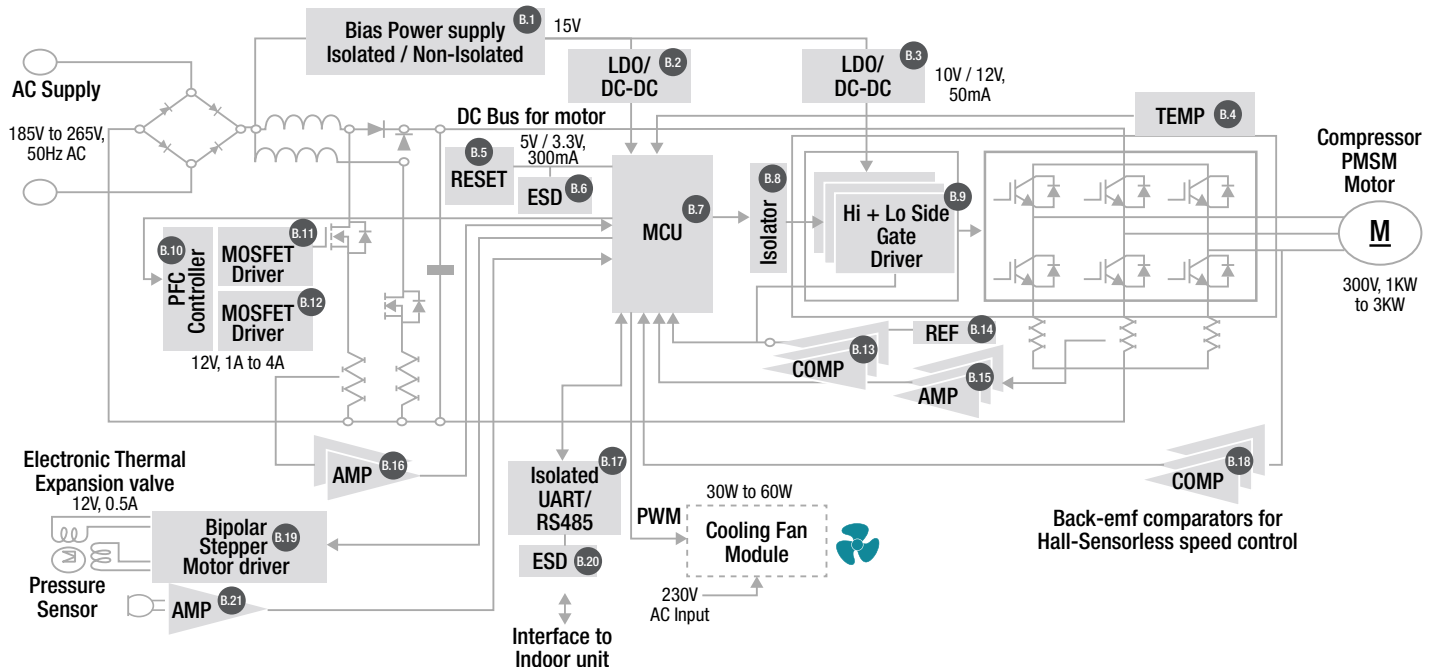 Bias Power supply
Isolated / Non-Isolated
B.1
15V
LDO/
DC-DC
B.2
LDO/
DC-DC
B.3
10V / 12V,
50mA
TEMP
B.4
AC Supply
185V to 265V,
50Hz AC
DC Bus for motor
5V / 3.3V,
300mA
B.5
RESET
ESD
B.6
MCU
B.7
B.8
Isolator
B.9
Hi + Lo Side
Gate
Driver
Compressor
PMSM
Motor
M
300V, 1KW
to 3KW
B.10
PFC
Controller
B.11
MOSFET
Driver
B.12
MOSFET
Driver
12V, 1A to 4A
COMP
B.13
REF
B.14
AMP
B.15
AMP
B.16
Isolated
UART/
RS485
B.17
COMP
B.18
Back-emf comparators for
Hall-Sensorless speed control
Electronic Thermal
Expansion valve
12V, 0.5A
M
Bipolar
Stepper
Motor driver
B.19
Pressure
Sensor
AMP
B.21
ESD
B.20
Interface to
Indoor unit
PWM
30W to 60W
Cooling Fan
Module
230V
AC Input